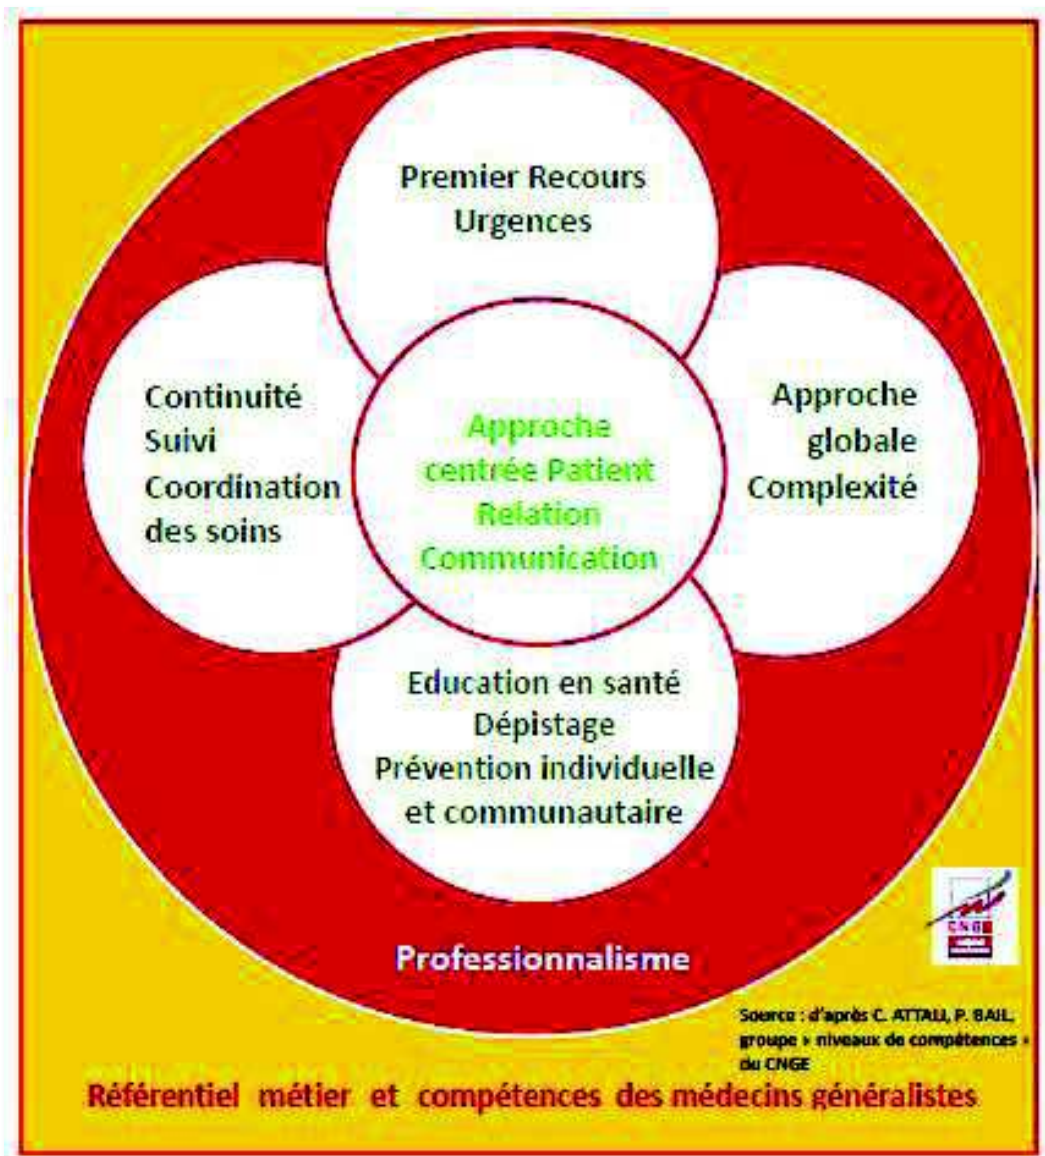 Premier Recours
Urgences
Continuité
Suivi
Coordination
des soins
Approche
centrée Patient
Relation
Communication
Approche
globale
Complexité
Education en santé
Dépistage
Prévention individuelle
et communautaire
Professionnalisme
CNGE
Source : d'après C. ATTALI, P. BAIL,
groupe « niveaux de compétences »
du CNGE
Référentiel métier et compétences des médecins généralistes